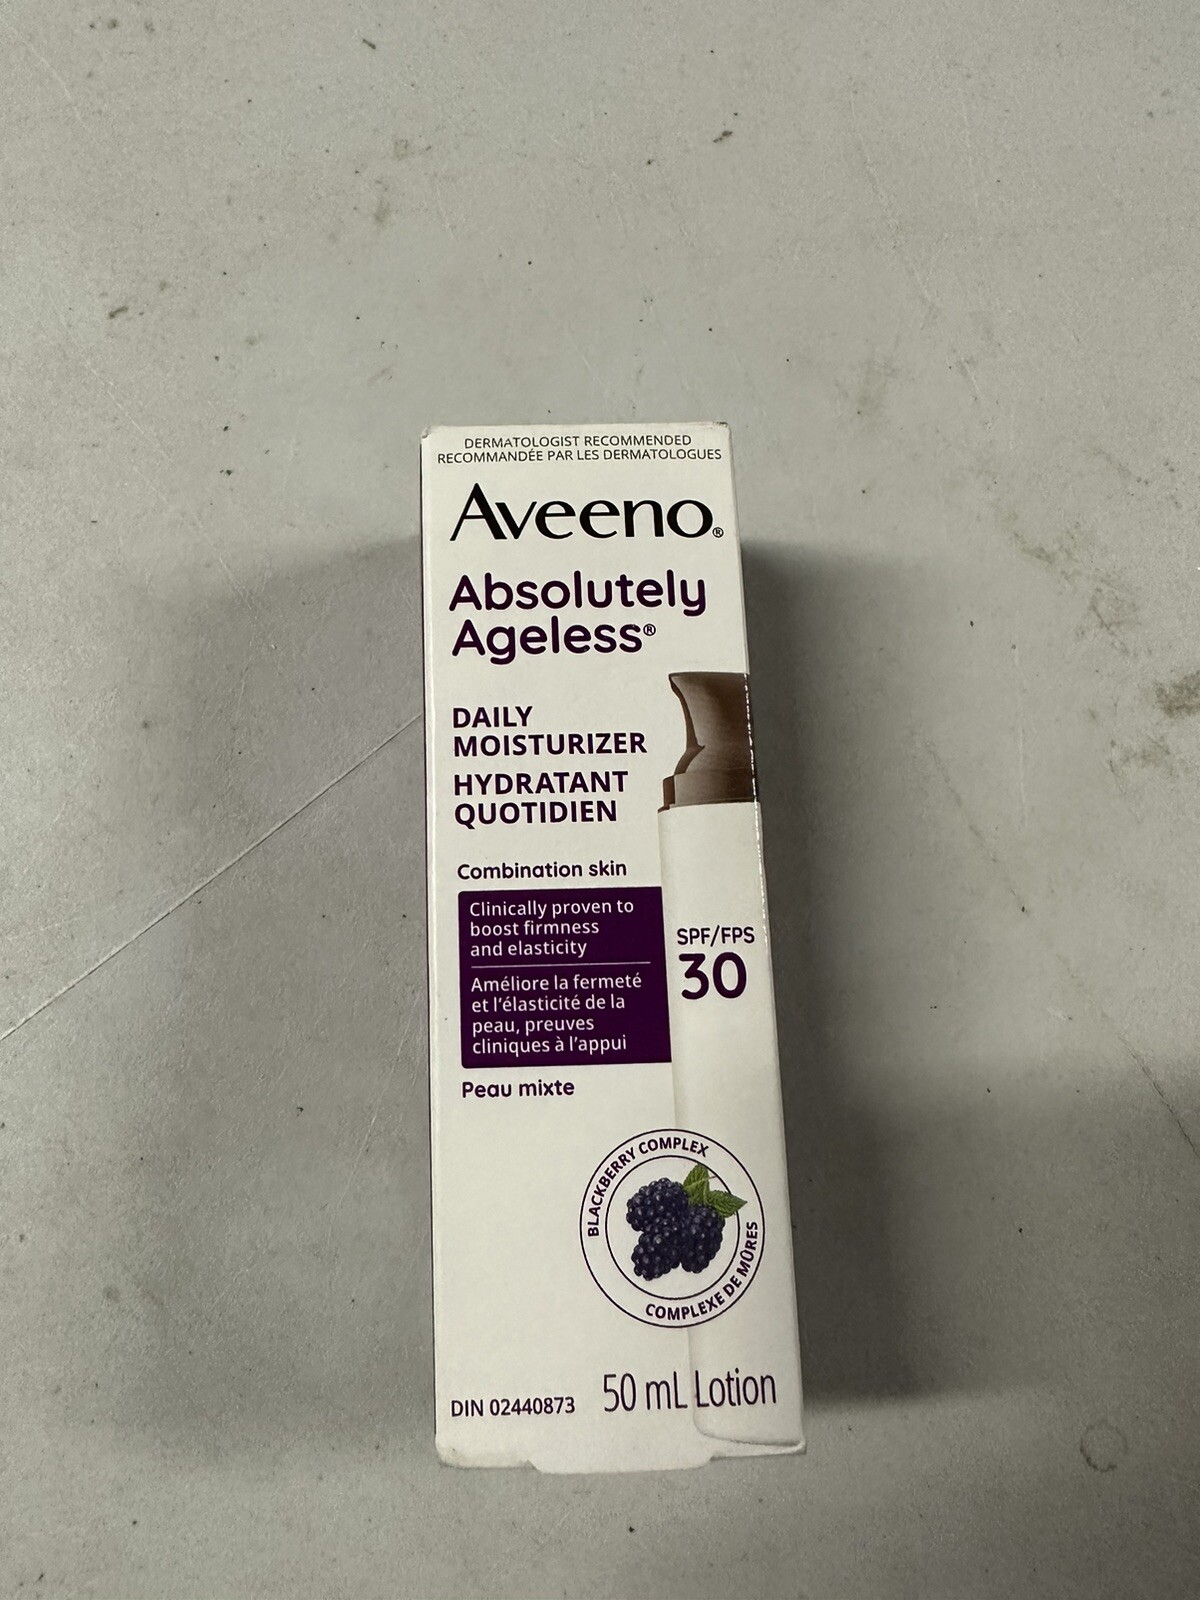 DERMATOLOGIST RECOMMENDED
RECOMMANDÉE PAR LES DERMATOLOGUES
Aveeno®
Absolutely
Ageless®
DAILY
MOISTURIZER
HYDRATANT
QUOTIDIEN
Combination skin
Clinically proven to
boost firmness
and elasticity
Améliore la fermeté
et l'élasticité de la
peau, preuves
cliniques à l'appui
Peau mixte
SPF/FPS
30
BLACKBERRY COMPLEX
COMPLEXE DE MÛRES
DIN 02440873
50 mL Lotion